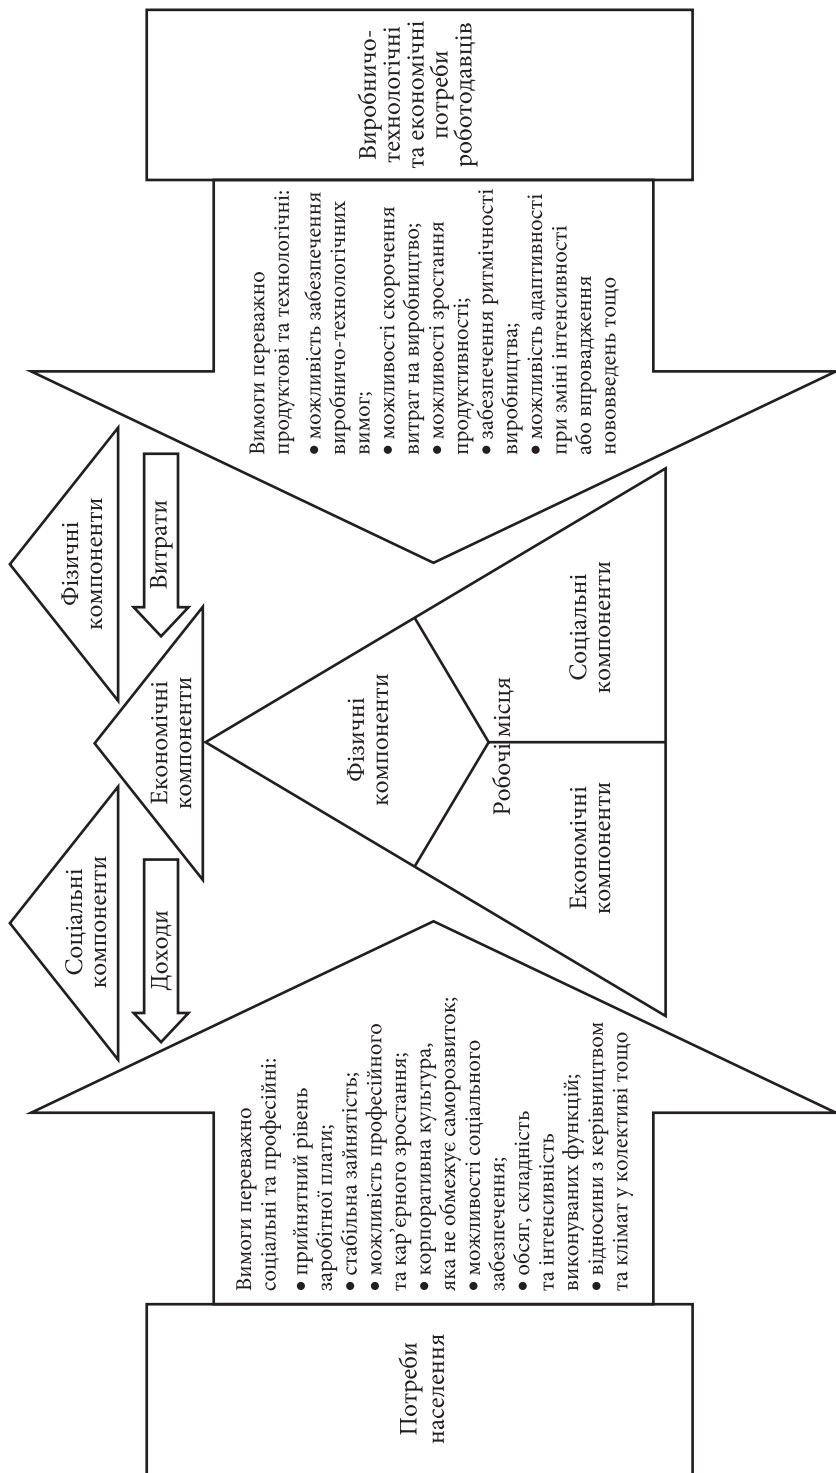 Потреби
населення
Вимоги переважно
соціальні та професійні:
• прийнятний рівень
заробітної плати;
• стабільна зайнятість;
• можливість професійного
та кар’єрного зростання;
• корпоративна культура,
яка не обмежує саморозвиток;
• можливості соціального
забезпечення;
• обсяг, складність
та інтенсивність
виконуваних функцій;
• відносини з керівництвом
та клімат у колективі тощо
Соціальні
компоненти
Доходи
Економічні
компоненти
Фізичні
компоненти
Витрати
Фізичні
компоненти
Робочі місця
Економічні
компоненти
Соціальні
компоненти
Вимоги переважно
продуктові та технологічні:
• можливість забезпечення
виробничо-технологічних
вимог;
• можливості скорочення
витрат на виробництво;
• можливості зростання
продуктивності;
• забезпечення ритмічності
виробництва;
• можливість адаптивності
при зміні інтенсивності
або впровадження
нововведень тощо
Виробничо-
технологічні
та економічні
потреби
роботодавців